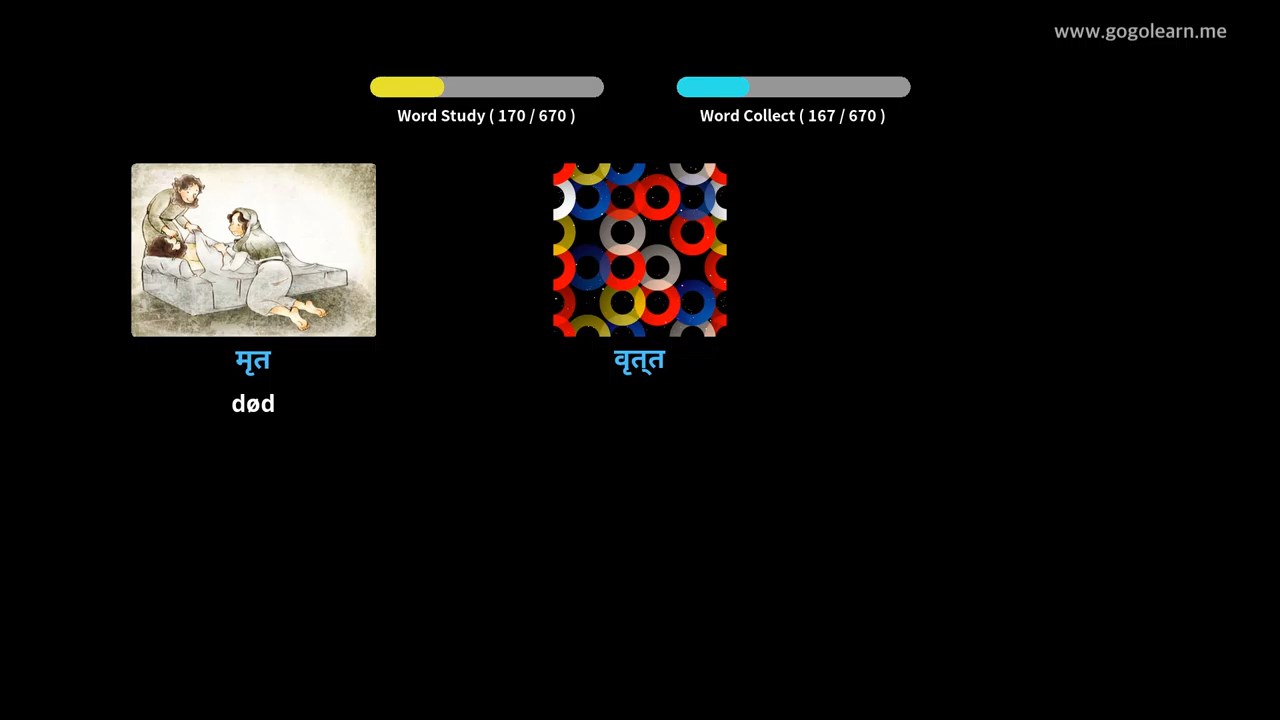 www.gogolearn.me
Word Study ( 170 / 670 )
Word Collect ( 167 / 670 )
मृत
वृत्‌त
død